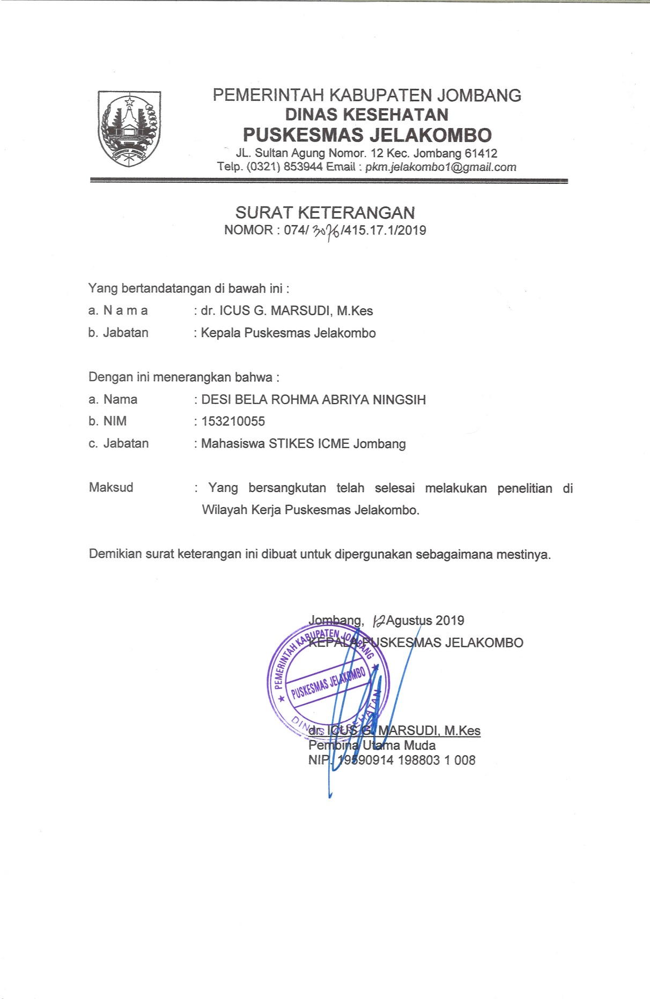 PEMERINTAH KABUPATEN JOMBANG
DINAS KESEHATAN
PUSKESMAS JELAKOMBO
JL. Sultan Agung Nomor. 12 Kec. Jombang 61412
Telp. (0321) 853944 Email : pkm.jelakombo1@gmail.com
KABUPATEN JOMBANG
SURAT KETERANGAN
NOMOR : 074/ 3076/415.17.1/2019
Yang bertandatangan di bawah ini :
a. N a m a : dr. ICUS G. MARSUDI, M.Kes
b. Jabatan : Kepala Puskesmas Jelakombo
Dengan ini menerangkan bahwa :
a. Nama : DESI BELA ROHMA ABRIYA NINGSIH
b. NIM : 153210055
c. Jabatan : Mahasiswa STIKES ICME Jombang
Maksud : Yang bersangkutan telah selesai melakukan penelitian di
Wilayah Kerja Puskesmas Jelakombo.
Demikian surat keterangan ini dibuat untuk dipergunakan sebagaimana mestinya.
Jombang, 12 Agustus 2019
KEPALA PUSKESMAS JELAKOMBO
PEMERINTAH KABUPATEN JOMBANG
PUSKESMAS JELAKOMBO
DINAS KESEHATAN
dr. ICUS G. MARSUDI, M.Kes
Pembina Utama Muda
NIP. 19590914 198803 1 008